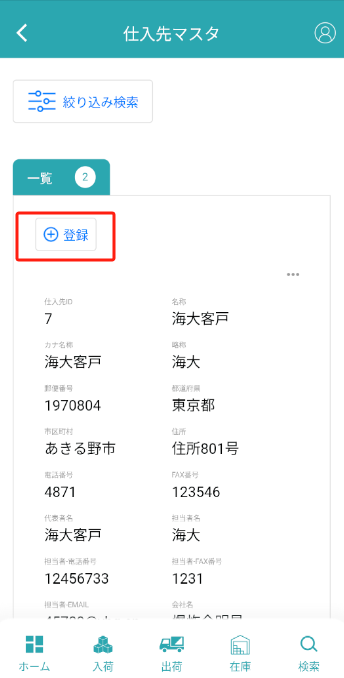 仕入先マスタ
絞り込み検索
一覧 2
登録
仕入先ID 名称
7 海大客戸
カナ名称 略称
海大客戸 海大
郵便番号 都道府県
1970804 東京都
市区町村 住所
あきる野市 住所801号
電話番号 FAX番号
4871 123546
代表者名 担当者名
海大客戸 海大
担当者-電話番号 担当者-FAX番号
12456733 1231
担当者-EMAIL 会社名
ホーム 入荷 出荷 在庫 検索